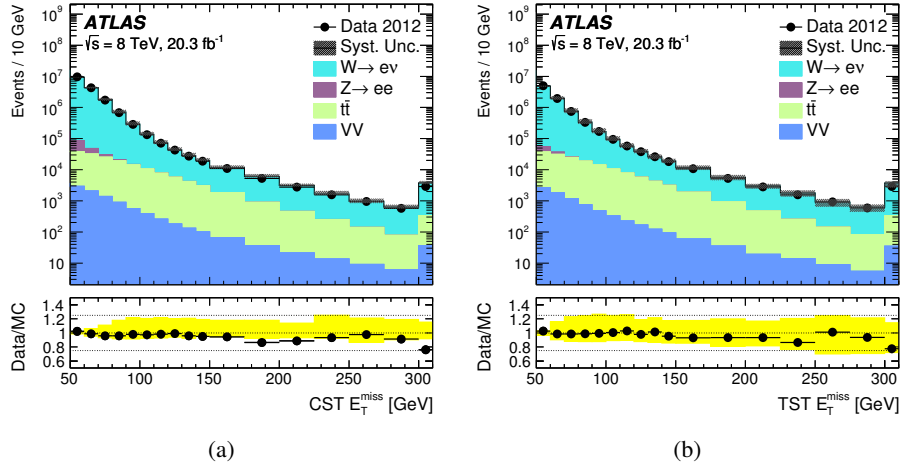 Events / 10 GeV
10⁹
10⁸
10⁷
10⁶
10⁵
10⁴
10³
10²
10
ATLAS
√s = 8 TeV, 20.3 fb⁻¹
Data 2012
Syst. Unc.
W→ eν
Z→ ee
tt̄
VV
Data/MC
1.4
1.2
1
0.8
0.6
50 100 150 200 250 300
CST E_T^miss [GeV]
(a)
Events / 10 GeV
10⁹
10⁸
10⁷
10⁶
10⁵
10⁴
10³
10²
10
ATLAS
√s = 8 TeV, 20.3 fb⁻¹
Data 2012
Syst. Unc.
W→ eν
Z→ ee
tt̄
VV
Data/MC
1.4
1.2
1
0.8
0.6
50 100 150 200 250 300
TST E_T^miss [GeV]
(b)